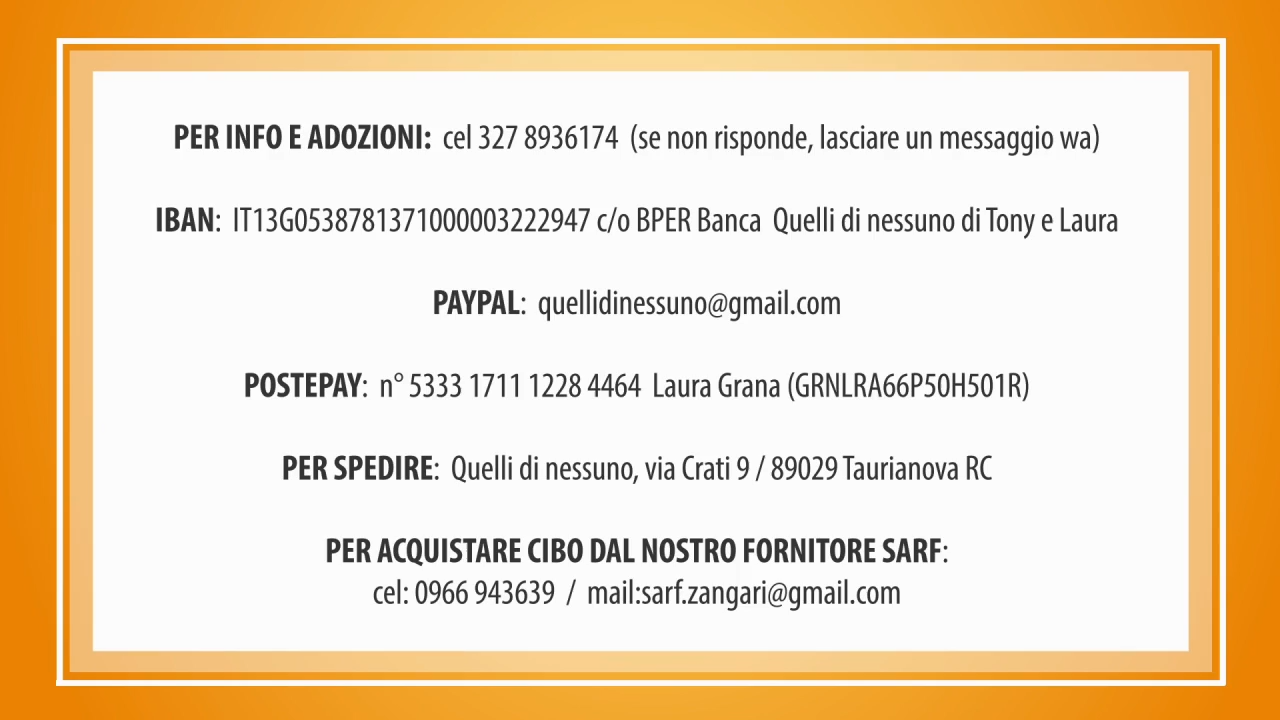 PER INFO E ADOZIONI: cel 327 8936174 (se non risponde, lasciare un messaggio wa)
IBAN: IT13G0538781371000003222947 c/o BPER Banca Quelli di nessuno di Tony e Laura
PAYPAL: quellidinessuno@gmail.com
POSTEPAY: n° 5333 1711 1228 4464 Laura Grana (GRNLRA66P50H501R)
PER SPEDIRE: Quelli di nessuno, via Crati 9 / 89029 Taurianova RC
PER ACQUISTARE CIBO DAL NOSTRO FORNITORE SARF:
cel: 0966 943639 / mail:sarf.zangari@gmail.com